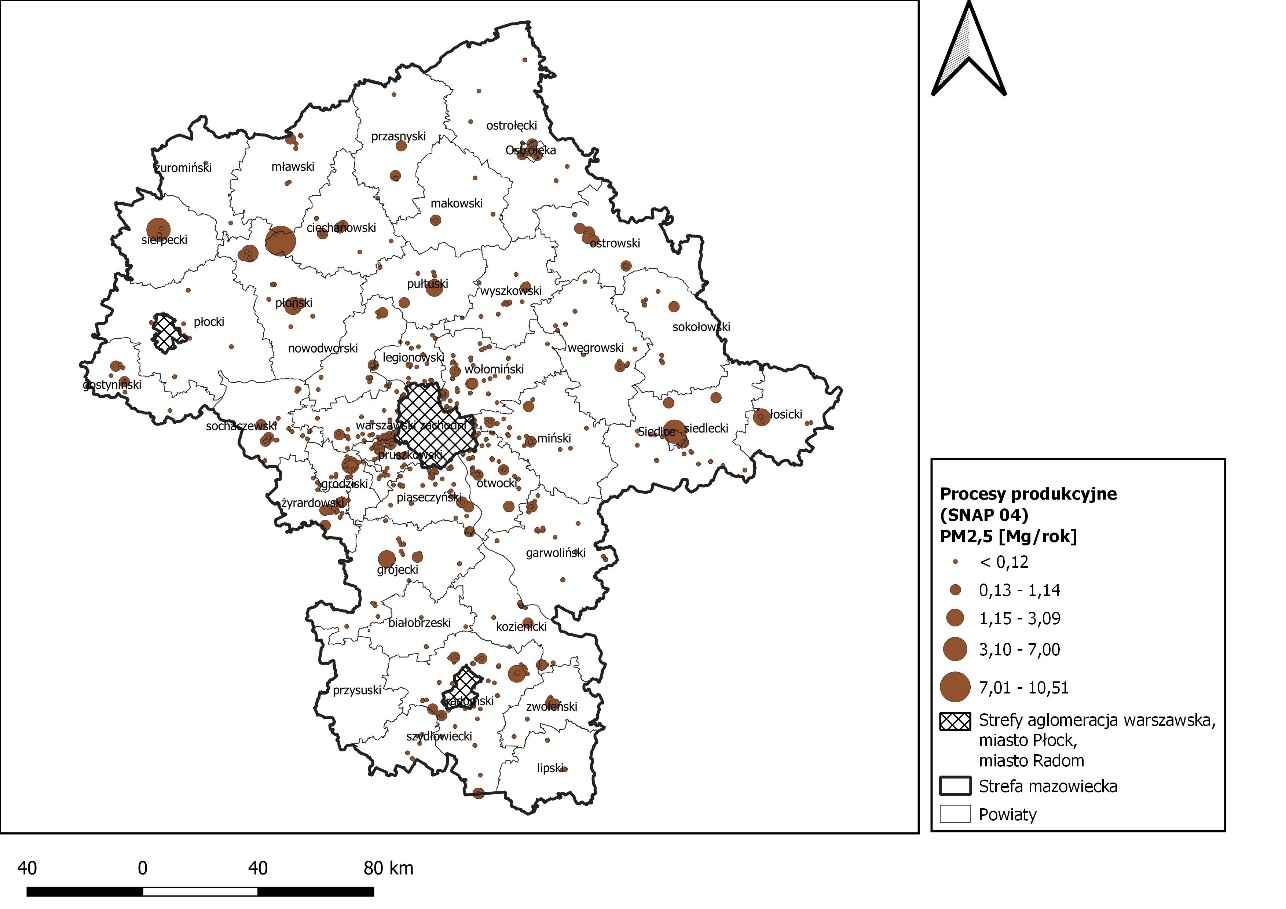 ostrołęcki
przasnyski
Ostrołęka
żuromiński
mławski
makowski
ciechanowski
sierpecki
ostrowski
pułtuski
wyszkowski
płoński
płocki
sokołowski
nowodworski
węgrowski
legionowski
wołomiński
gostyniński
łosicki
sochaczewski
warszawski zachodni
Siedlce
siedlecki
miński
pruszkowski
grodziski
otwocki
żyrardowski
piaseczyński
garwoliński
grójecki
białobrzeski
kozienicki
przysuski
radomski
zwoleński
szydłowiecki
lipski
Procesy produkcyjne
(SNAP 04)
PM2,5 [Mg/rok]
< 0,12
0,13 - 1,14
1,15 - 3,09
3,10 - 7,00
7,01 - 10,51
Strefy aglomeracja warszawska,
miasto Płock,
miasto Radom
Strefa mazowiecka
Powiaty
40 0 40 80 km